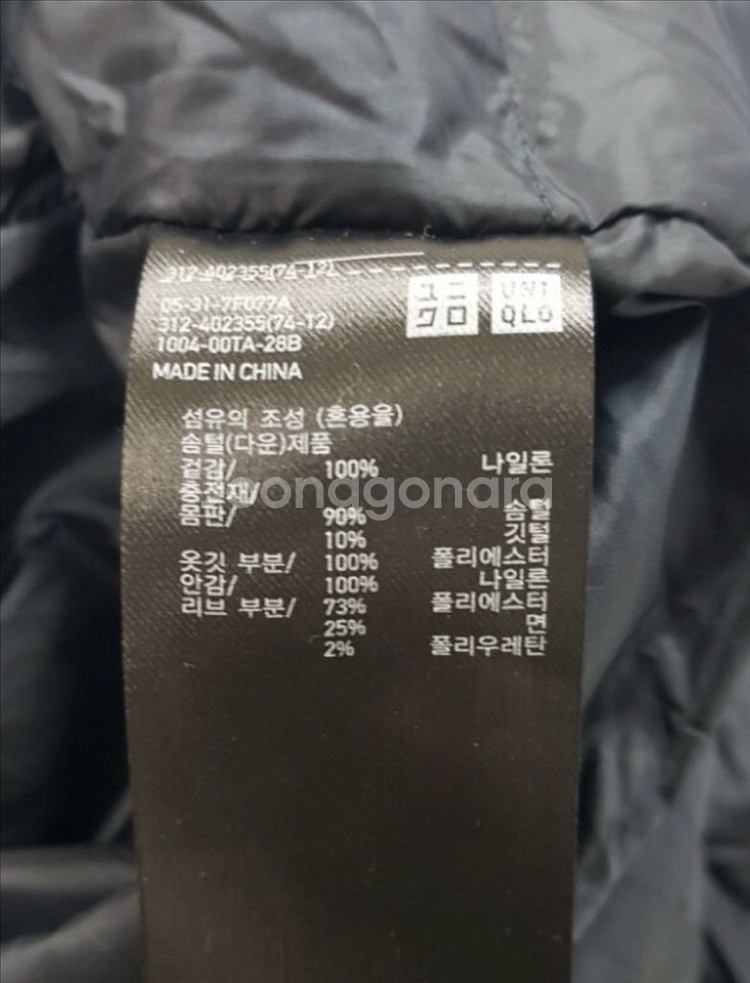 312-402355(74-12)
05-31-7F077A
312-402355(74-12)
1004-00TA-28B
ユニ UNI
クロ QLO
MADE IN CHINA
섬유의 조성 (혼용율)
솜털(다운)제품
겉감/ 100% 나일론
충전재/
몸판/ 90% 솜털
10% 깃털
옷깃 부분/ 100% 폴리에스터
안감/ 100% 나일론
리브 부분/ 73% 폴리에스터
25% 면
2% 폴리우레탄
joongonara